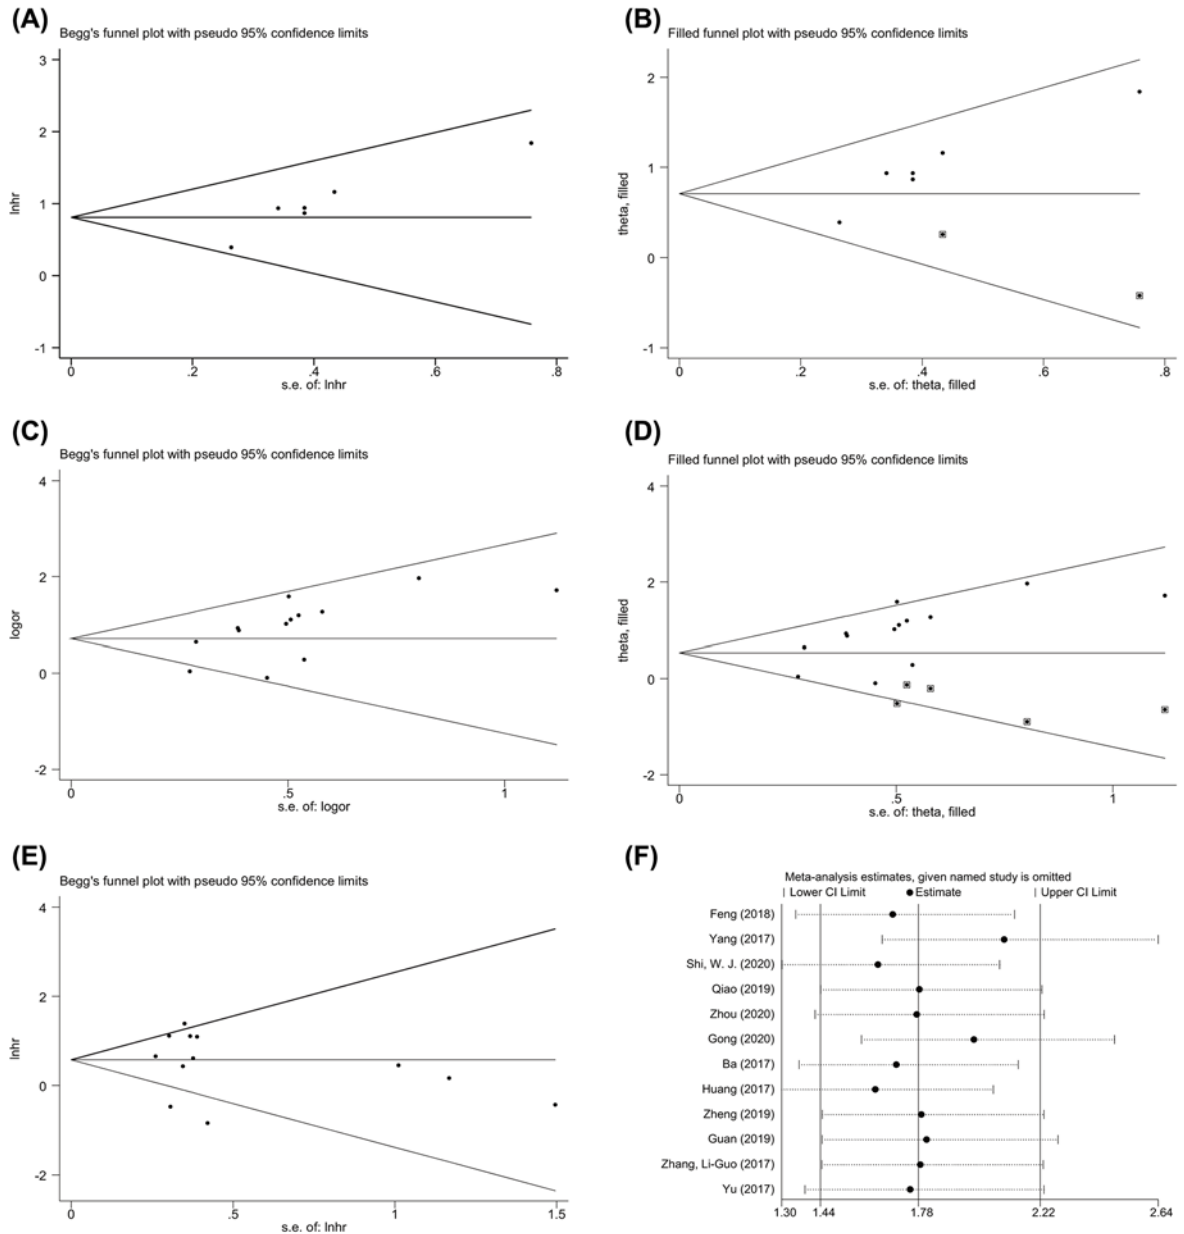 (A)
Begg's funnel plot with pseudo 95% confidence limits
3
2
1
0
-1
lnhr
0 .2 .4 .6 .8
s.e. of: lnhr
(B)
Filled funnel plot with pseudo 95% confidence limits
2
1
0
-1
theta, filled
0 .2 .4 .6 .8
s.e. of: theta, filled
(C)
Begg's funnel plot with pseudo 95% confidence limits
4
2
0
-2
logor
0 .5 1
s.e. of: logor
(D)
Filled funnel plot with pseudo 95% confidence limits
4
2
0
-2
theta, filled
0 .5 1
s.e. of: theta, filled
(E)
Begg's funnel plot with pseudo 95% confidence limits
4
2
0
-2
lnhr
0 .5 1 1.5
s.e. of: lnhr
(F)
Meta-analysis estimates, given named study is omitted
Lower CI Limit Estimate Upper CI Limit
Feng (2018)
Yang (2017)
Shi, W. J. (2020)
Qiao (2019)
Zhou (2020)
Gong (2020)
Ba (2017)
Huang (2017)
Zheng (2019)
Guan (2019)
Zhang, Li-Guo (2017)
Yu (2017)
1.30 1.44 1.78 2.22 2.64